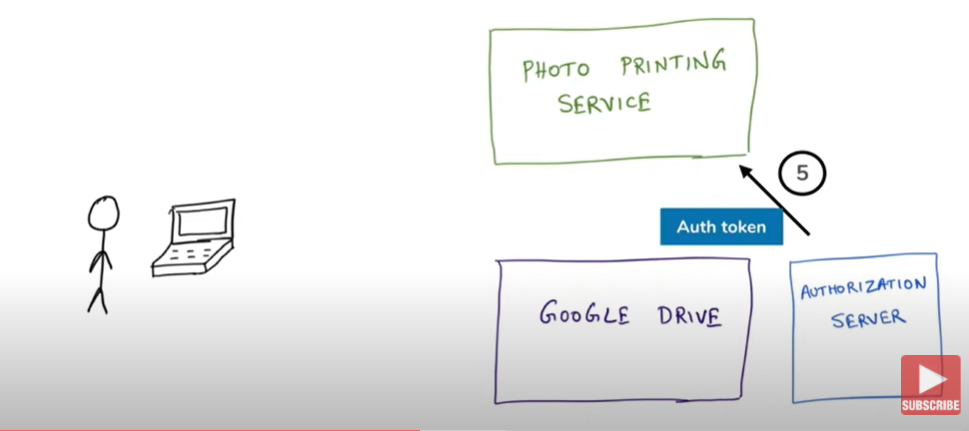 PHOTO PRINTING
SERVICE
5
Auth token
GOOGLE DRIVE
AUTHORIZATION
SERVER
SUBSCRIBE